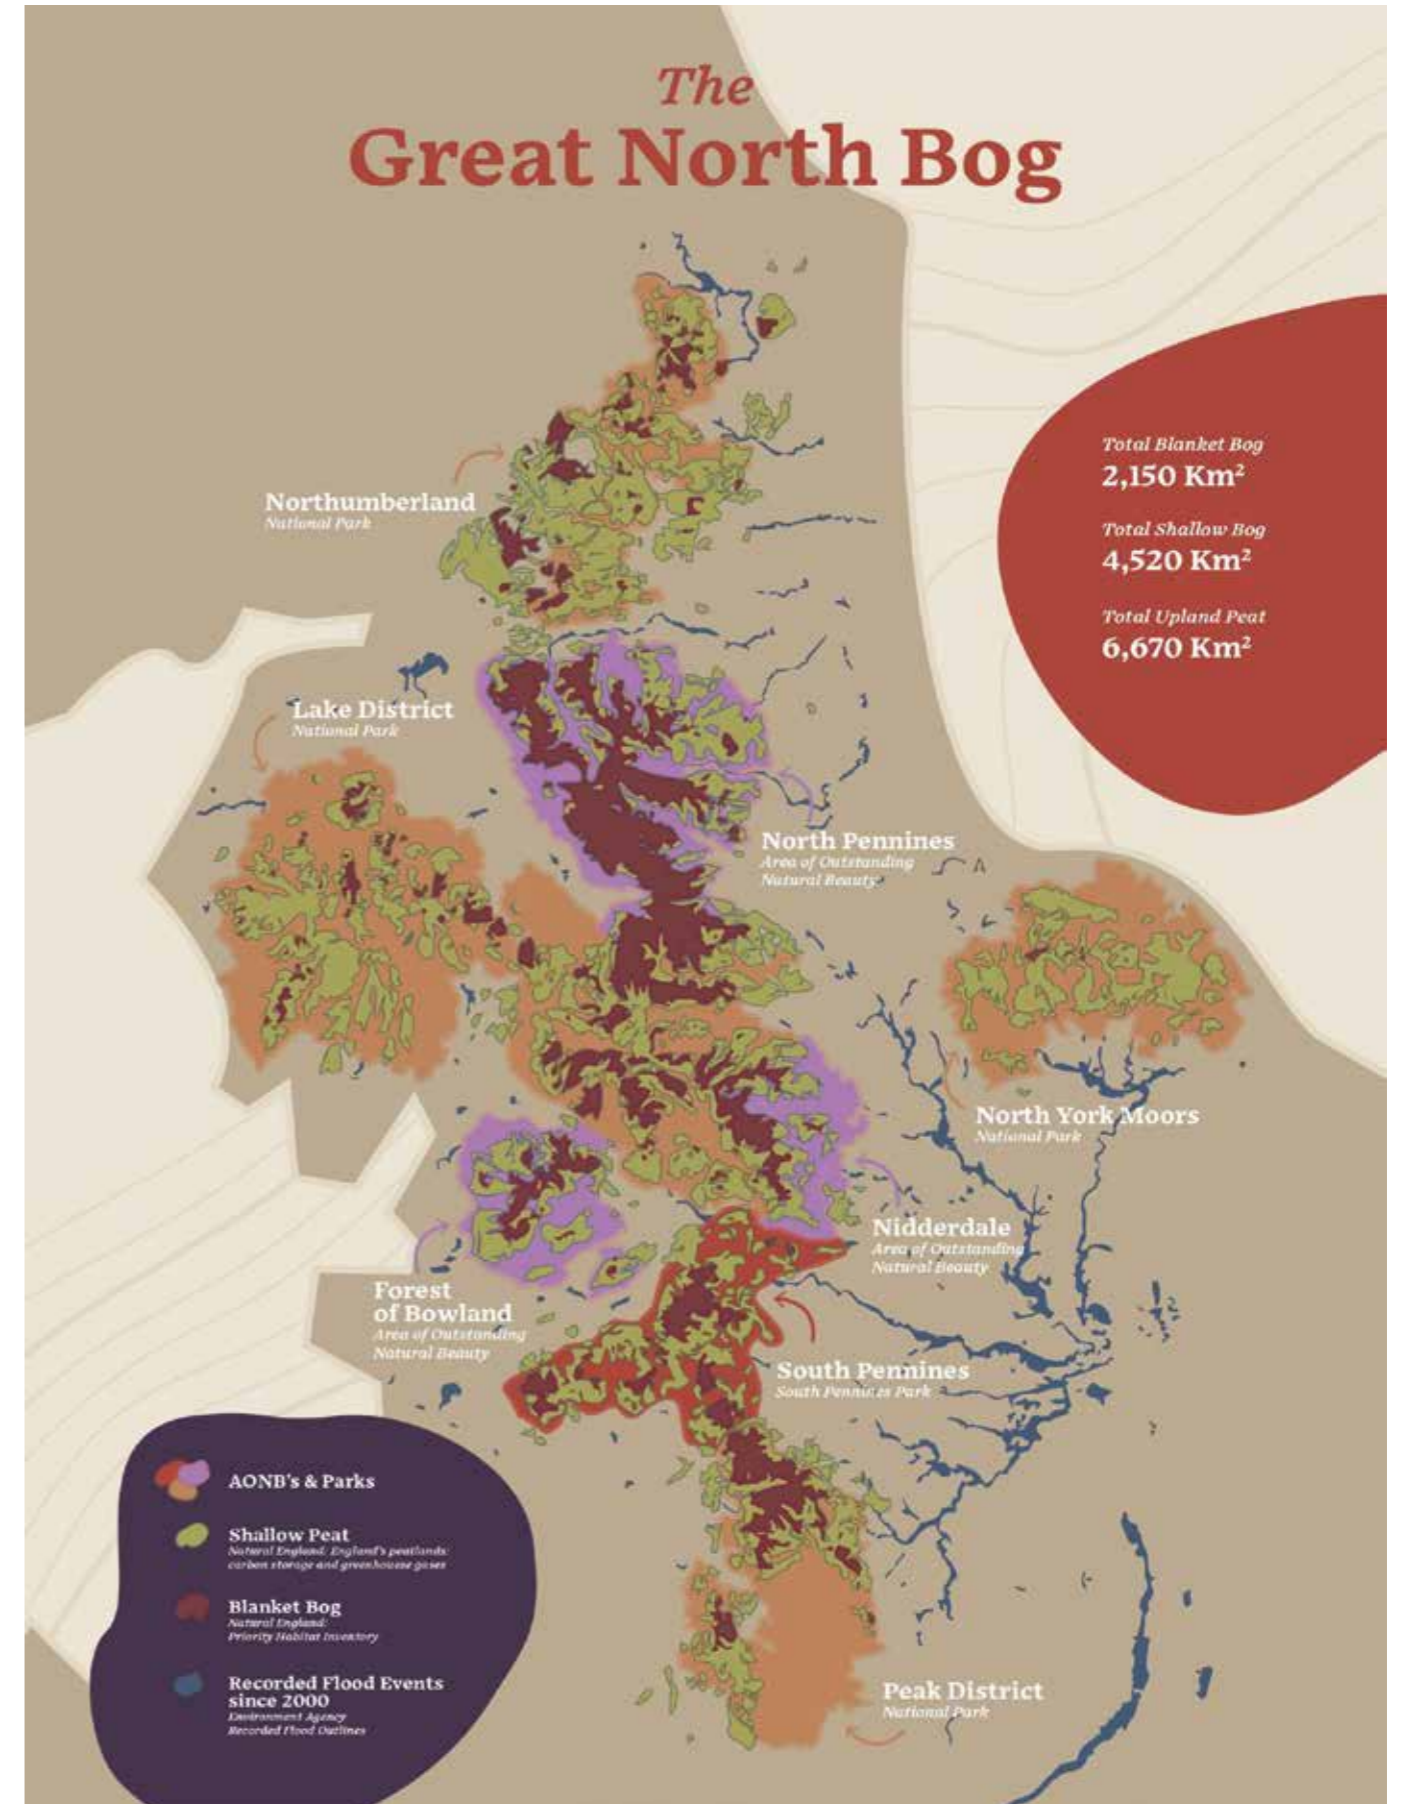 The
Great North Bog
Total Blanket Bog
2,150 Km²
Total Shallow Bog
4,520 Km²
Total Upland Peat
6,670 Km²
Northumberland
National Park
Lake District
National Park
North Pennines
Area of Outstanding
Natural Beauty
North York Moors
National Park
Nidderdale
Area of Outstanding
Natural Beauty
Forest
of Bowland
Area of Outstanding
Natural Beauty
South Pennines
South Pennines Park
Peak District
National Park
AONB's & Parks
Shallow Peat
Natural England: England's peatlands:
carbon storage and greenhouse gases
Blanket Bog
Natural England:
Priority Habitat Inventory
Recorded Flood Events
since 2000
Environment Agency
Recorded Flood Outlines